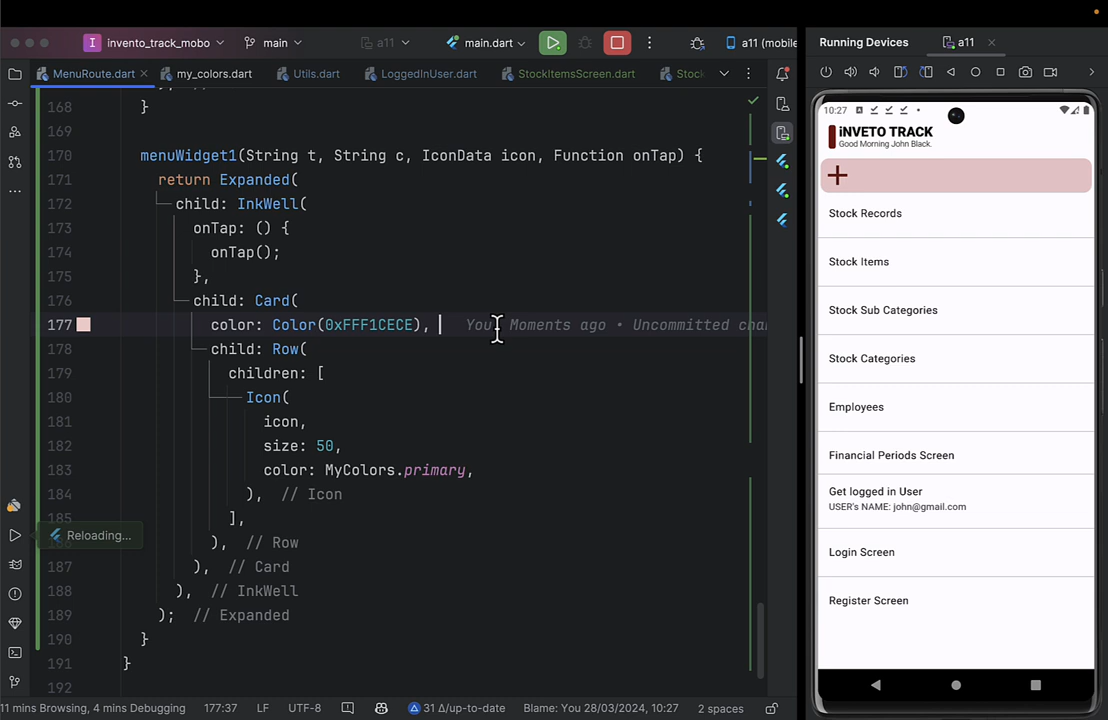 invento_track_mobo
main
a11
main.dart
a11 (mobile
MenuRoute.dart
my_colors.dart
Utils.dart
LoggedInUser.dart
StockItemsScreen.dart
Stock
168 }
169
170 menuWidget1(String t, String c, IconData icon, Function onTap) {
171 return Expanded(
172 child: InkWell(
173 onTap: () {
174 onTap();
175 },
176 child: Card(
177 color: Color(0xFFF1CECE), You, Moments ago • Uncommitted cha
178 child: Row(
179 children: [
180 Icon(
181 icon,
182 size: 50,
183 color: MyColors.primary,
184 ), // Icon
185 ],
), // Row
187 ), // Card
188 ), // InkWell
189 ); // Expanded
190 }
191 }
192
Reloading...
11 mins Browsing, 4 mins Debugging
177:37
LF
UTF-8
31 Δ/up-to-date
Blame: You 28/03/2024, 10:27
2 spaces
Running Devices
a11
10:27
iNVETO TRACK
Good Morning John Black.
Stock Records
Stock Items
Stock Sub Categories
Stock Categories
Employees
Financial Periods Screen
Get logged in User
USER's NAME: john@gmail.com
Login Screen
Register Screen